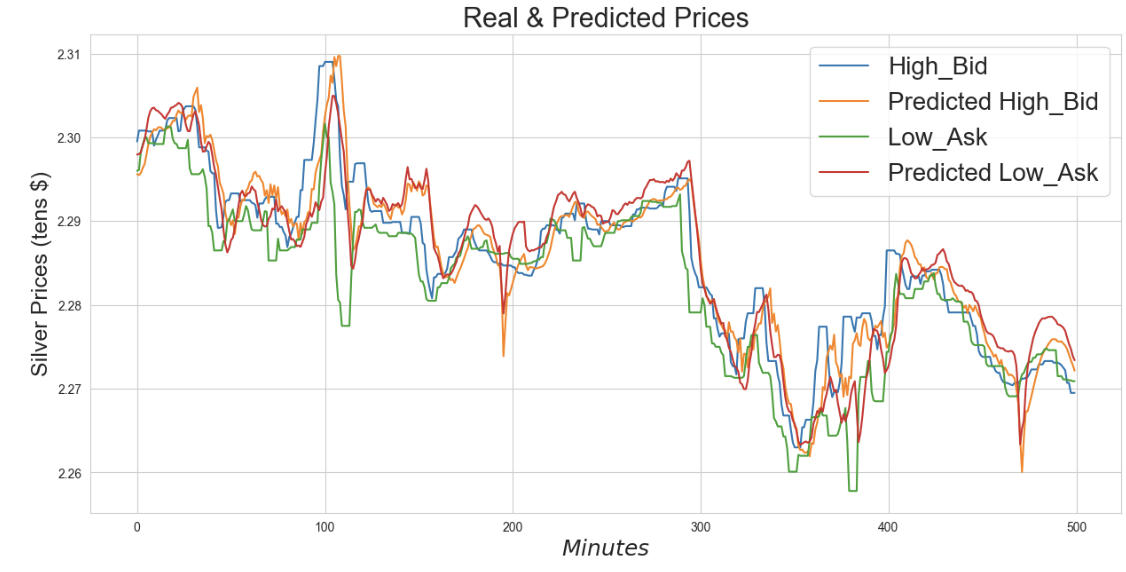 Real & Predicted Prices
Silver Prices (tens $)
2.31
2.30
2.29
2.28
2.27
2.26
High_Bid
Predicted High_Bid
Low_Ask
Predicted Low_Ask
0 100 200 300 400 500
Minutes